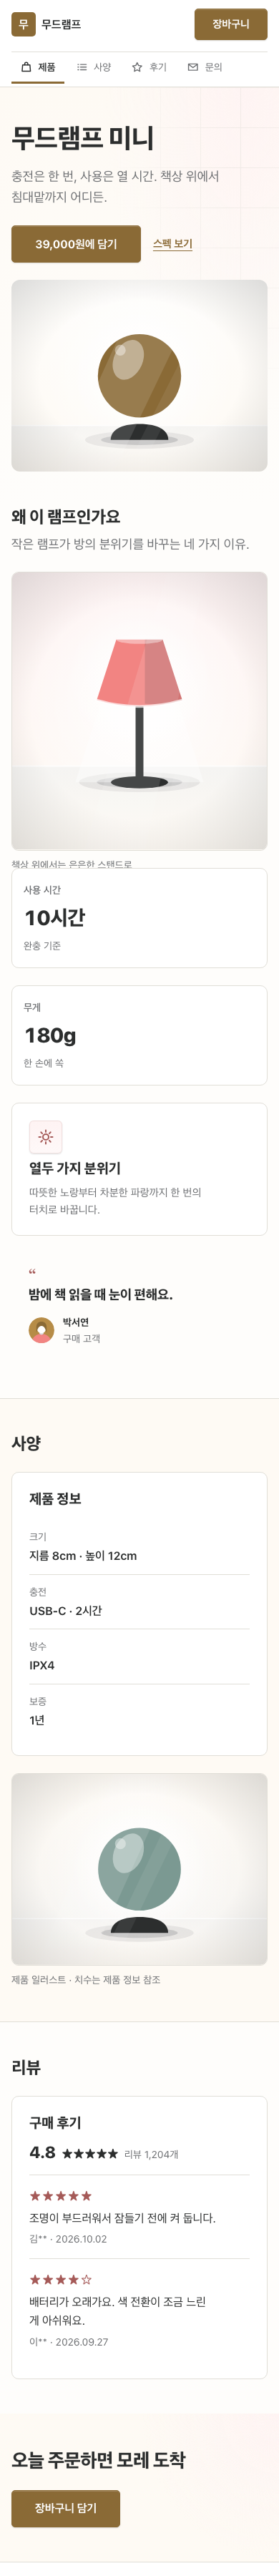 무 무드램프
장바구니
제품 사양 후기 문의
무드램프 미니
충전은 한 번, 사용은 열 시간. 책상 위에서
침대맡까지 어디든.
39,000원에 담기 스펙 보기
왜 이 램프인가요
작은 램프가 방의 분위기를 바꾸는 네 가지 이유.
책상 위에서는 은은한 스탠드로
사용 시간
10시간
완충 기준
무게
180g
한 손에 쏙
열두 가지 분위기
따뜻한 노랑부터 차분한 파랑까지 한 번의
터치로 바꿉니다.
“
밤에 책 읽을 때 눈이 편해요.
박서연
구매 고객
사양
제품 정보
크기
지름 8cm · 높이 12cm
충전
USB-C · 2시간
방수
IPX4
보증
1년
제품 일러스트 · 치수는 제품 정보 참조
리뷰
구매 후기
4.8 ★★★★★ 리뷰 1,204개
★★★★★
조명이 부드러워서 잠들기 전에 켜 둡니다.
김** · 2026.10.02
★★★★☆
배터리가 오래가요. 색 전환이 조금 느린
게 아쉬워요.
이** · 2026.09.27
오늘 주문하면 모레 도착
장바구니 담기